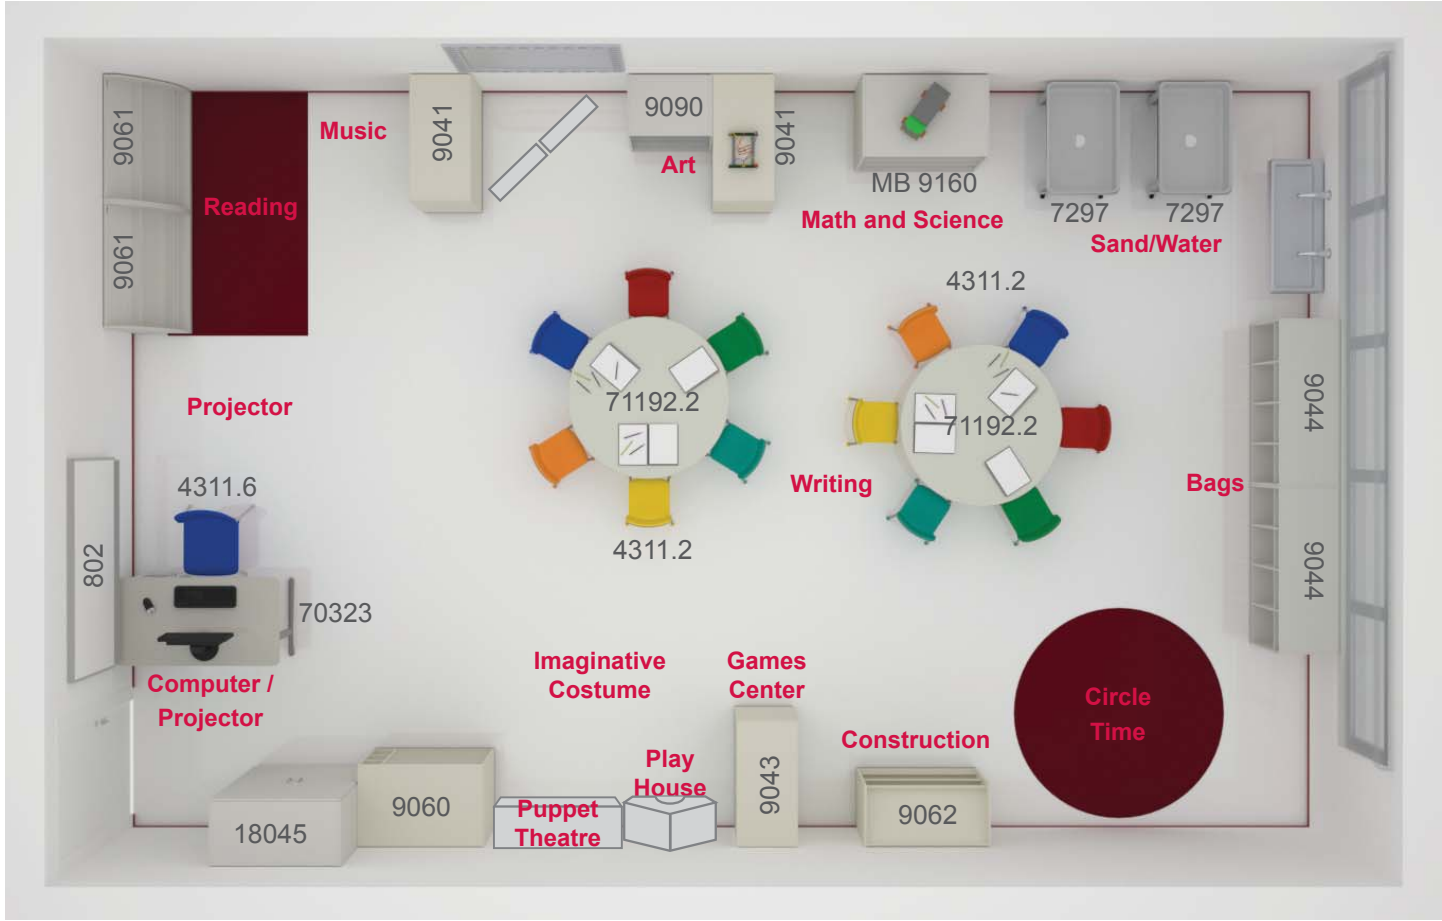 9061
9061
Reading
Music
9041
9090
Art
9041
MB 9160
Math and Science
7297
7297
Sand/Water
4311.2
Projector
71192.2
71192.2
9044
4311.6
Writing
Bags
4311.2
802
9044
70323
Imaginative
Costume
Games
Center
Computer /
Projector
Circle
Time
Construction
Play
House
9043
9060
Puppet
Theatre
9062
18045